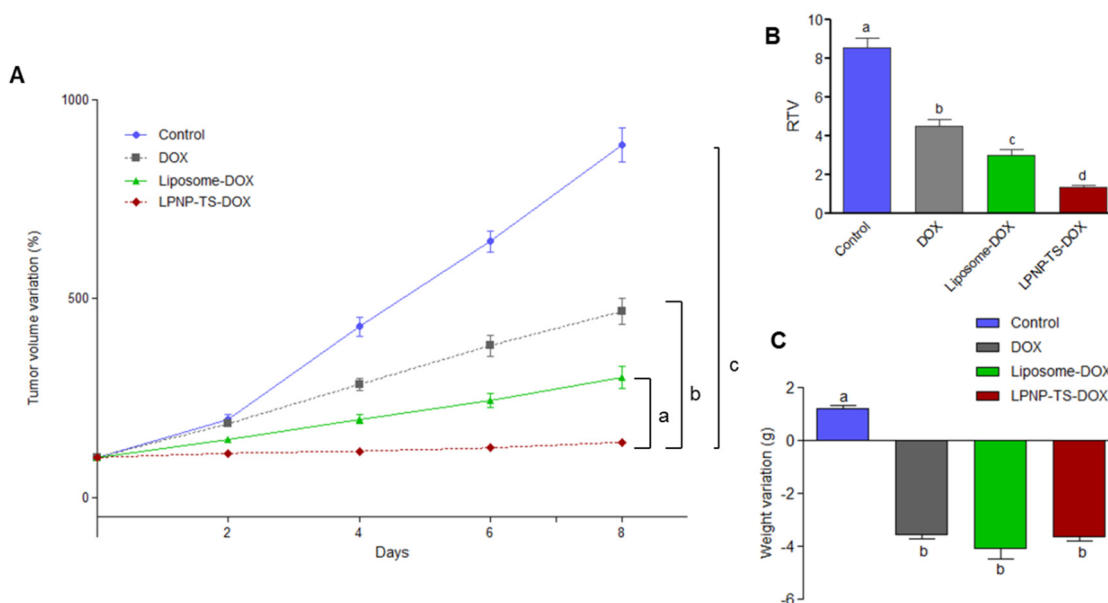 A
Tumor volume variation (%)
1000
500
0
Control
DOX
Liposome-DOX
LPNP-TS-DOX
a
b
c
0
2
4
6
8
Days
B
RTV
10
8
6
4
2
0
a
b
c
d
Control
DOX
Liposome-DOX
LPNP-TS-DOX
C
Control
DOX
Liposome-DOX
LPNP-TS-DOX
Weight variation (g)
2
0
-2
-4
-6
a
b
b
b